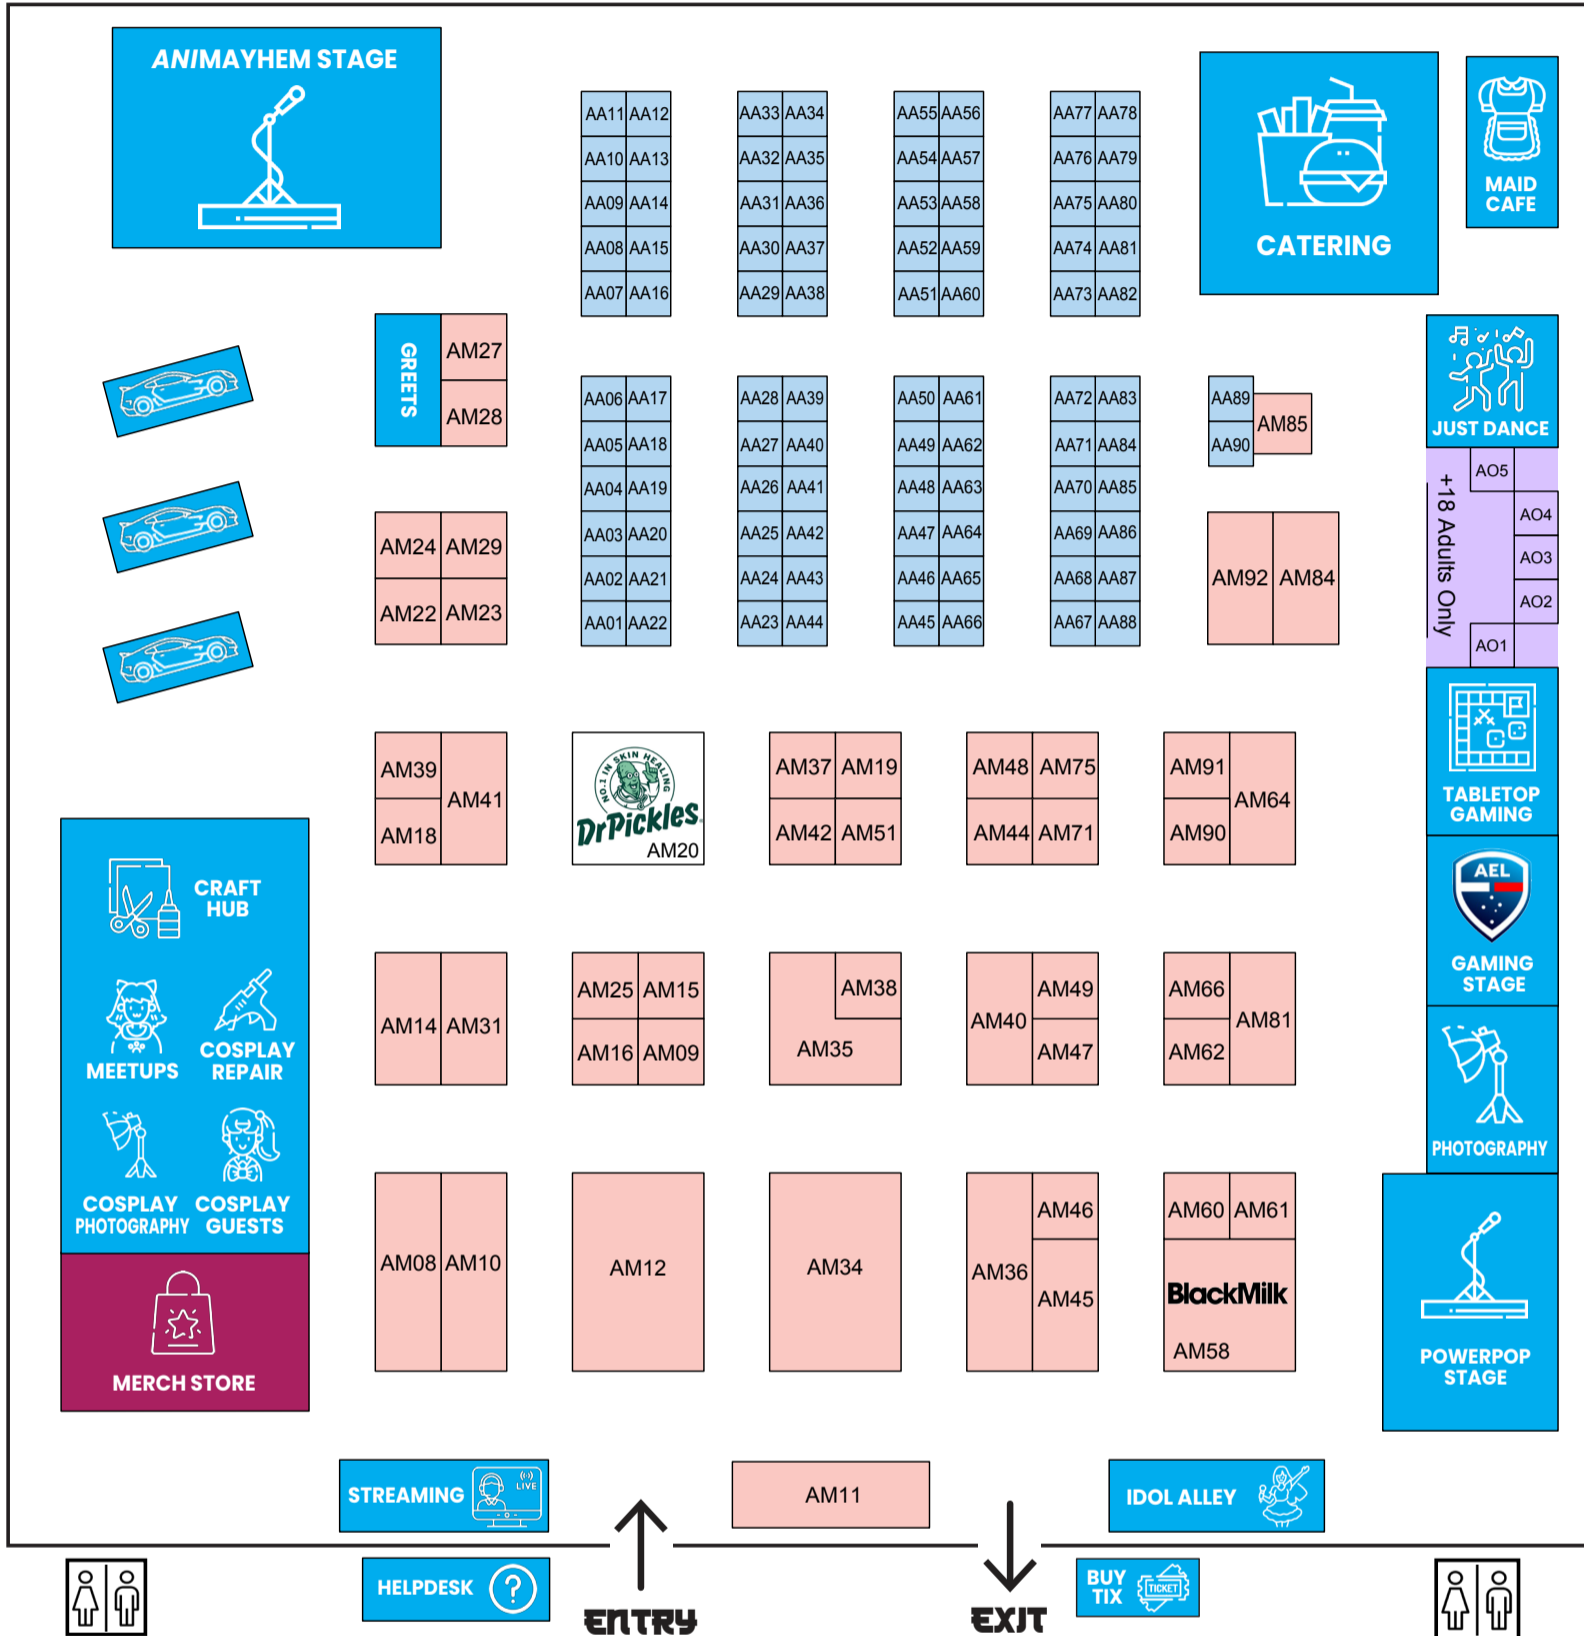 ANIMAYHEM STAGE
CATERING
MAID
CAFE
AA11 AA12
AA10 AA13
AA09 AA14
AA08 AA15
AA07 AA16
AA33 AA34
AA32 AA35
AA31 AA36
AA30 AA37
AA29 AA38
AA55 AA56
AA54 AA57
AA53 AA58
AA52 AA59
AA51 AA60
AA77 AA78
AA76 AA79
AA75 AA80
AA74 AA81
AA73 AA82
GREETS
AM27
AM28
AA06 AA17
AA05 AA18
AA04 AA19
AA03 AA20
AA02 AA21
AA01 AA22
AA28 AA39
AA27 AA40
AA26 AA41
AA25 AA42
AA24 AA43
AA23 AA44
AA50 AA61
AA49 AA62
AA48 AA63
AA47 AA64
AA46 AA65
AA45 AA66
AA72 AA83
AA71 AA84
AA70 AA85
AA69 AA86
AA68 AA87
AA67 AA88
AA89
AA90
AM85
JUST DANCE
+18 Adults Only
AO5
AO4
AO3
AO2
AO1
AM24 AM29
AM22 AM23
AM92 AM84
AM39
AM18
AM41
NO.1 IN SKIN HEALING
DrPickles
AM20
AM37 AM19
AM42 AM51
AM48 AM75
AM44 AM71
AM91
AM90
AM64
TABLETOP
GAMING
AEL
GAMING
STAGE
PHOTOGRAPHY
CRAFT
HUB
MEETUPS
COSPLAY
REPAIR
COSPLAY
PHOTOGRAPHY
COSPLAY
GUESTS
MERCH STORE
AM14 AM31
AM25 AM15
AM16 AM09
AM38
AM35
AM40
AM49
AM47
AM66
AM62
AM81
AM08 AM10
AM12
AM34
AM36
AM46
AM45
AM60 AM61
BlackMilk
AM58
POWERPOP
STAGE
STREAMING
LIVE
AM11
IDOL ALLEY
HELPDESK
?
ENTRY
EXIT
BUY
TIX
TICKET